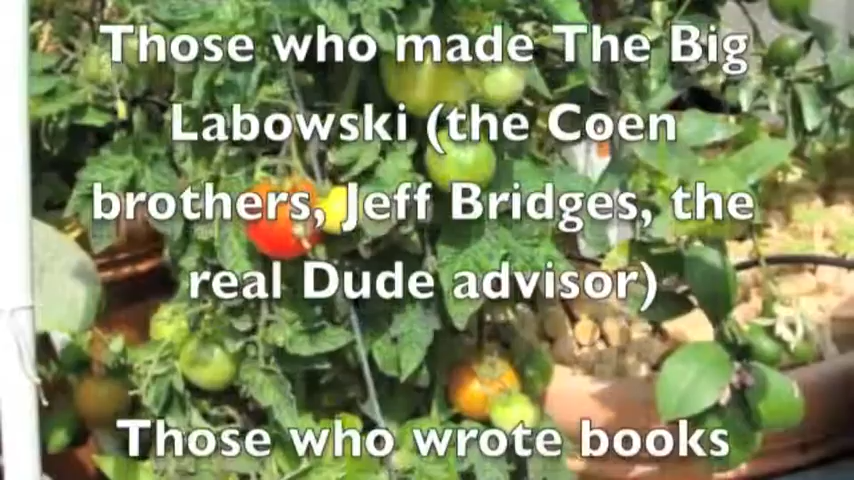 Those who made The Big
Labowski (the Coen
brothers, Jeff Bridges, the
real Dude advisor)
Those who wrote books